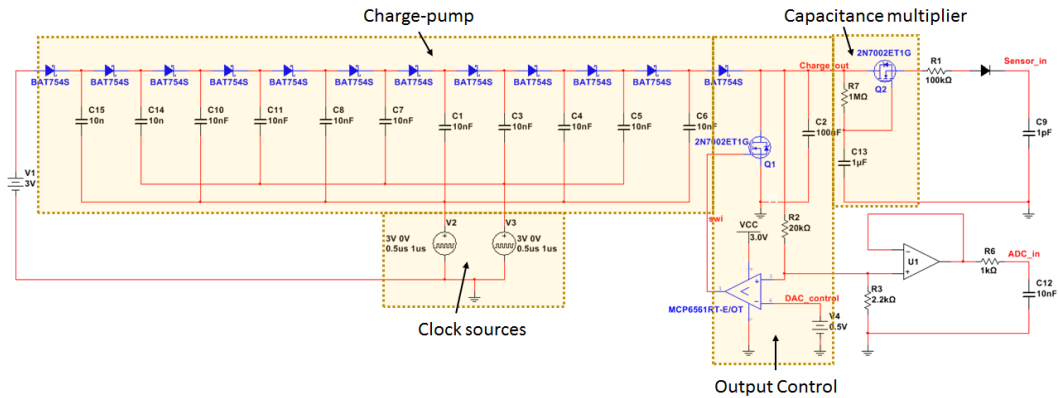 Charge-pump
Capacitance multiplier
2N7002ET1G
BAT754S BAT754S BAT754S BAT754S BAT754S BAT754S BAT754S BAT754S BAT754S BAT754S BAT754S BAT754S
Charge_out
Q2
R1
100kΩ
Sensor_in
R7
1MΩ
C15
10n
C14
10n
C10
10nF
C11
10nF
C8
10nF
C7
10nF
C1
10nF
C3
10nF
C4
10nF
C5
10nF
C6
10nF
C2
100nF
C9
1pF
2N7002ET1G
Q1
C13
1µF
V1
3V
V2
3V 0V
0.5us 1us
V3
3V 0V
0.5us 1us
swi
VCC
3.0V
R2
20kΩ
U1
R6
1kΩ
ADC_in
DAC_control
MCP6561RT-E/OT
V4
0.5V
R3
2.2kΩ
C12
10nF
Clock sources
Output Control